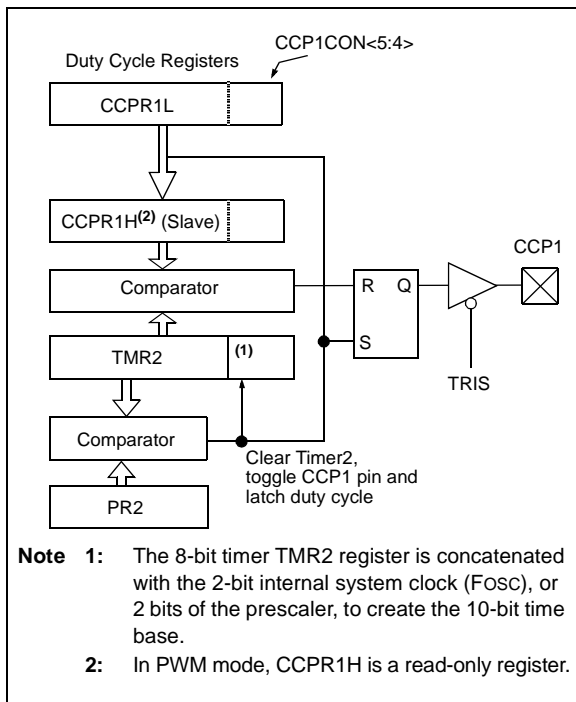 CCP1CON<5:4>
Duty Cycle Registers
CCPR1L
CCPR1H(2) (Slave)
CCP1
Comparator
R Q
TMR2
(1)
S
TRIS
Comparator
Clear Timer2,
toggle CCP1 pin and
latch duty cycle
PR2
Note 1: The 8-bit timer TMR2 register is concatenated
with the 2-bit internal system clock (FOSC), or
2 bits of the prescaler, to create the 10-bit time
base.
2: In PWM mode, CCPR1H is a read-only register.